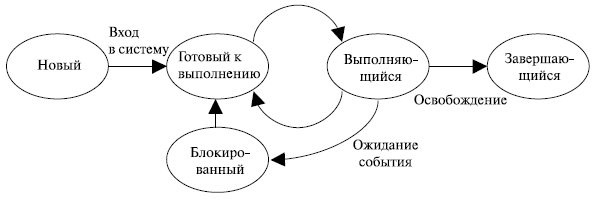 Вход
в систему
Новый
Готовый к
выполнению
Выполняю-
щийся
Завершаю-
щийся
Освобождение
Блокиро-
ванный
Ожидание
события